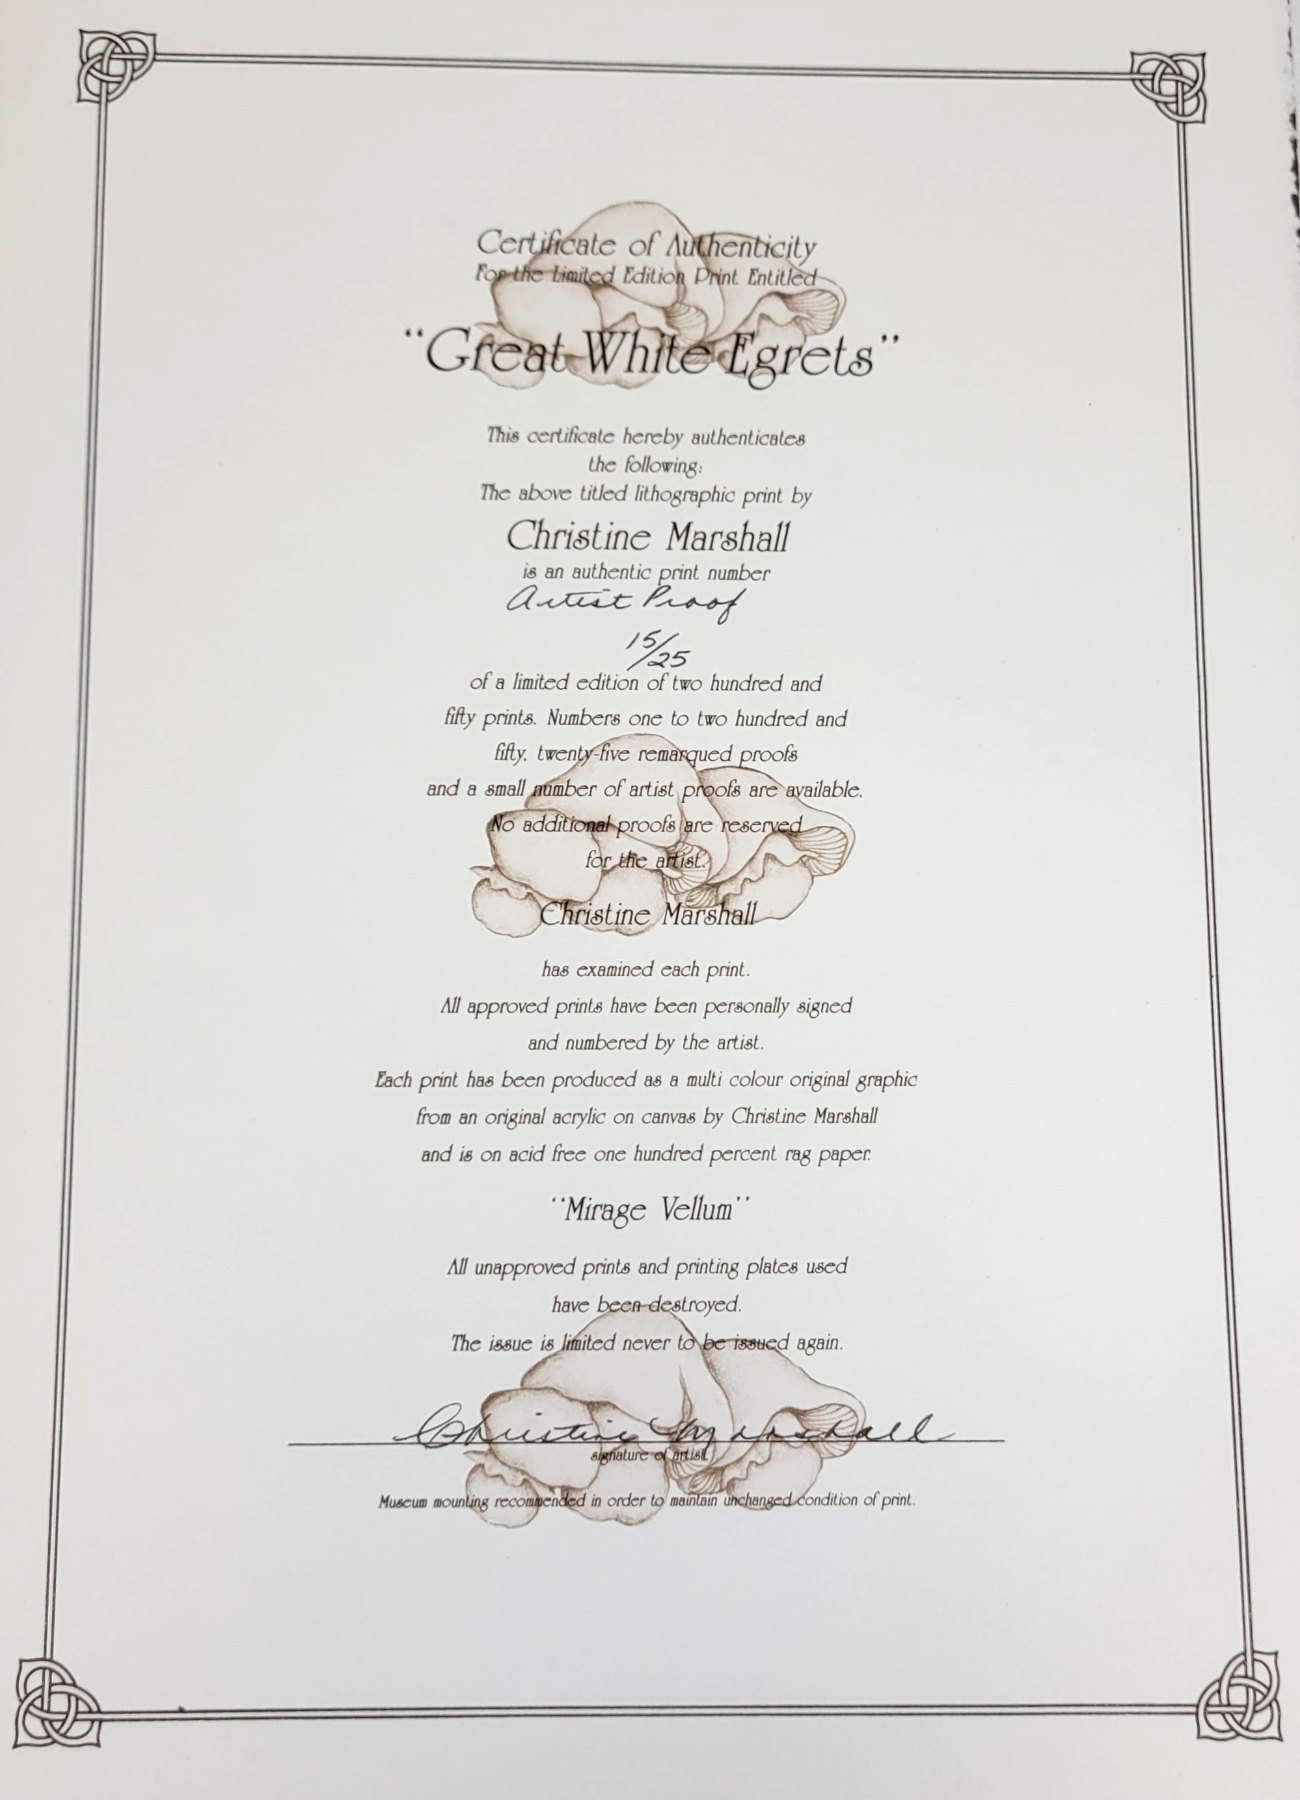 Certificate of Authenticity
For the Limited Edition Print Entitled
“Great White Egrets”
This certificate hereby authenticates
the following:
The above titled lithographic print by
Christine Marshall
is an authentic print number
Artist Proof
15/25
of a limited edition of two hundred and
fifty prints. Numbers one to two hundred and
fifty, twenty-five remarqued proofs
and a small number of artist proofs are available.
No additional proofs are reserved
for the artist.
Christine Marshall
has examined each print.
All approved prints have been personally signed
and numbered by the artist.
Each print has been produced as a multi colour original graphic
from an original acrylic on canvas by Christine Marshall
and is on acid free one hundred percent rag paper.
‘‘Mirage Vellum’’
All unapproved prints and printing plates used
have been destroyed.
The issue is limited never to be issued again.
Christine Marshall
signature of artist
Museum mounting recommended in order to maintain unchanged condition of print.